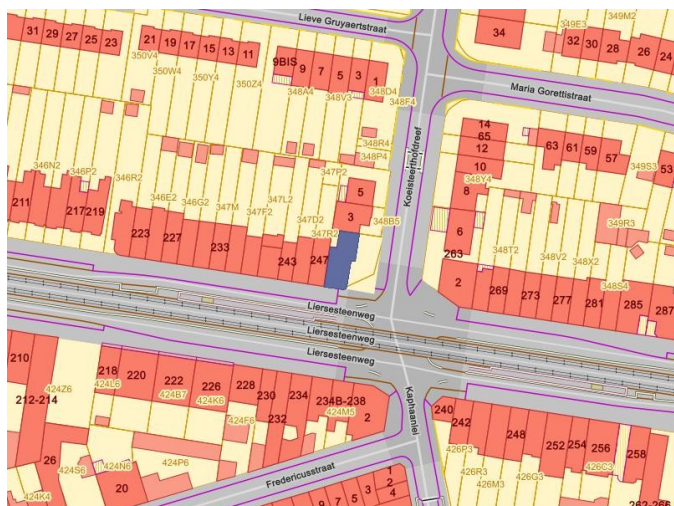 Lieve Gruyaertstraat
34
349E3
349M2
31 29 27 25 23
21 19 17 15 13 11
32 30 28 26 24
350V4
350W4
350Y4
350Z4
9BIS
9 7 5 3 1
348A4
348V3
348D4
348F4
Maria Gorettistraat
14
65
12
10
8
6
348Y4
63 61 59 57
349S3
53
348R4
348P4
Koelsteerthofdreef
346N2
346P2
346R2
346E2
346G2
347M
347F2
347L2
347D2
347P2
347R2
5
3
348B5
349R3
211
217 219
223 227 233 243 247
263
348T2
348V2
348X2
348S4
2 269 273 277 281 285 287
Liersesteenweg
Liersesteenweg
Liersesteenweg
210
218 220 222 226 228 230 234 234B-238
424L6
424B7
424K6
424F6
424M5
424Z6
212-214
232
2
Kaphaanlei
240
242
248 252 254 256 258
426P3
426R3
426M3
426G3
426C3
262-266
26
424S6
424N6
424P6
424K4
20
Fredericusstraat
1
2
4
9 7 5 3